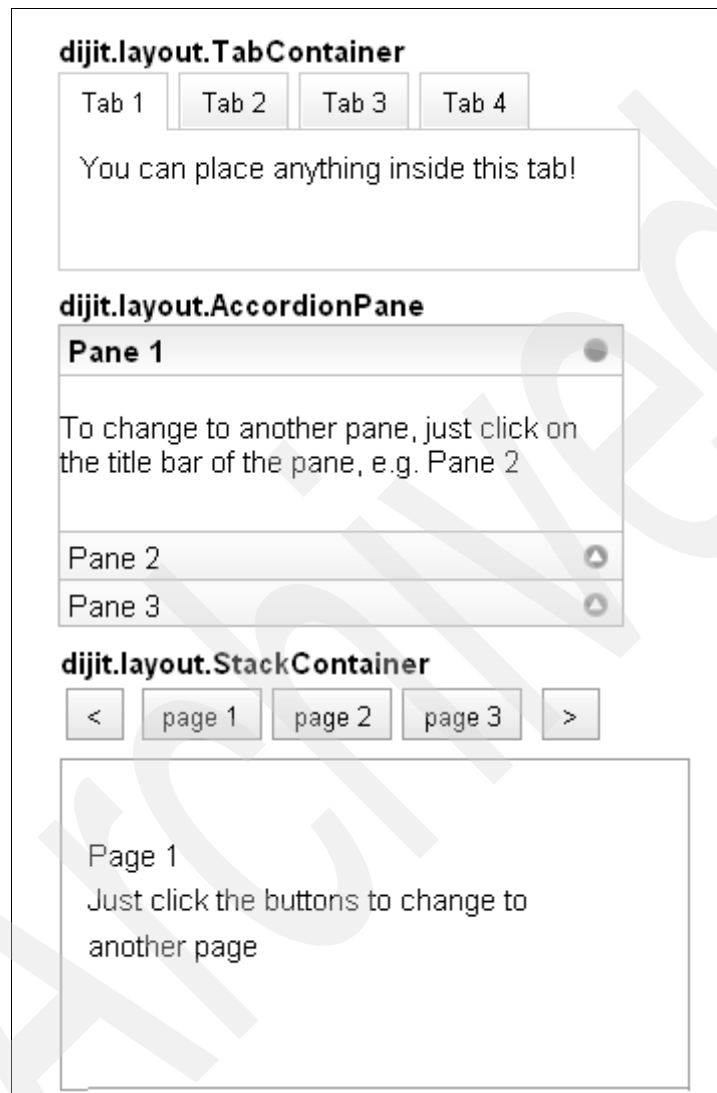 dijit.layout.TabContainer
Tab 1 Tab 2 Tab 3 Tab 4
You can place anything inside this tab!
dijit.layout.AccordionPane
Pane 1
To change to another pane, just click on
the title bar of the pane, e.g. Pane 2
Pane 2
Pane 3
dijit.layout.StackContainer
< page 1 page 2 page 3 >
Page 1
Just click the buttons to change to
another page
Archived